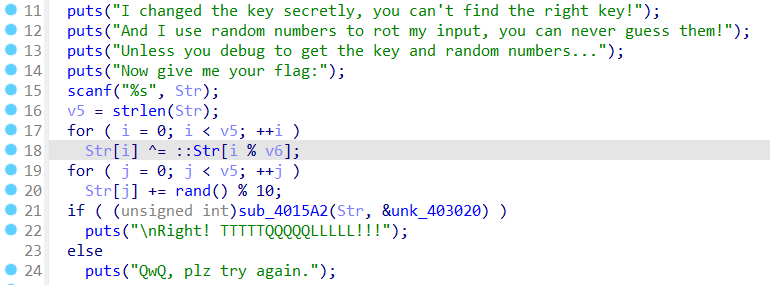 11 puts("I changed the key secretly, you can't find the right key!");
12 puts("And I use random numbers to rot my input, you can never guess them!");
13 puts("Unless you debug to get the key and random numbers...");
14 puts("Now give me your flag:");
15 scanf("%s", Str);
16 v5 = strlen(Str);
17 for ( i = 0; i < v5; ++i )
18 Str[i] ^= ::Str[i % v6];
19 for ( j = 0; j < v5; ++j )
20 Str[j] += rand() % 10;
21 if ( (unsigned int)sub_4015A2(Str, &unk_403020) )
22 puts("\nRight! TTTTTQQQQQLLLLL!!!");
23 else
24 puts("QwQ, plz try again.");